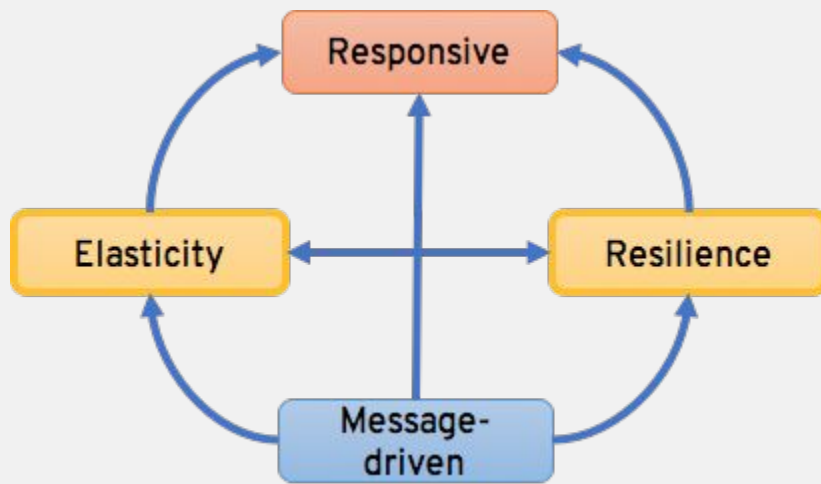 Responsive
Elasticity
Resilience
Message-
driven